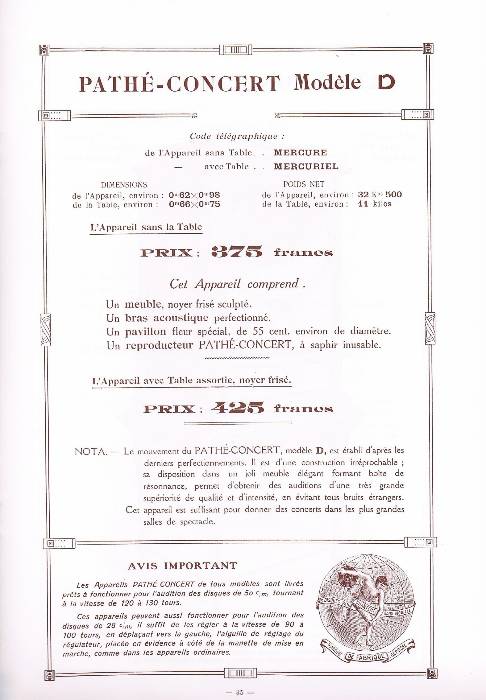 PATHÉ-CONCERT Modèle D
Code télégraphique :
de l'Appareil sans Table . . MERCURE
— avec Table . . MERCURIEL
DIMENSIONS
de l'Appareil, environ : 0m62×0m98
de la Table, environ : 0m66×0m75
POIDS NET
de l'Appareil, environ : 32 Kos 500
de la Table, environ : 11 kilos
L'Appareil sans la Table
PRIX : 375 francs
Cet Appareil comprend :
Un meuble, noyer frisé sculpté.
Un bras acoustique perfectionné.
Un pavillon fleur spécial, de 55 cent. environ de diamètre.
Un reproducteur PATHÉ-CONCERT, à saphir inusable.
L'Appareil avec Table assortie, noyer frisé.
PRIX : 425 francs
NOTA. — Le mouvement du PATHÉ-CONCERT, modèle D, est établi d'après les
derniers perfectionnements. Il est d'une construction irréprochable ;
sa disposition dans un joli meuble élégant formant boîte de
résonnance, permet d'obtenir des auditions d'une très grande
supériorité de qualité et d'intensité, en évitant tous bruits étrangers.
Cet appareil est suffisant pour donner des concerts dans les plus grandes
salles de spectacle.
AVIS IMPORTANT
Les Appareils PATHÉ-CONCERT de tous modèles sont livrés
prêts à fonctionner pour l'audition des disques de 50 c/m, tournant
à la vitesse de 120 à 130 tours.
Ces appareils peuvent aussi fonctionner pour l'audition des
disques de 28 c/m, il suffit de les régler à la vitesse de 90 à
100 tours, en déplaçant vers la gauche, l'aiguille de réglage du
régulateur, placée en évidence à côté de la manette de mise en
marche, comme dans les appareils ordinaires.
DE FABRIQUE
— 35 —